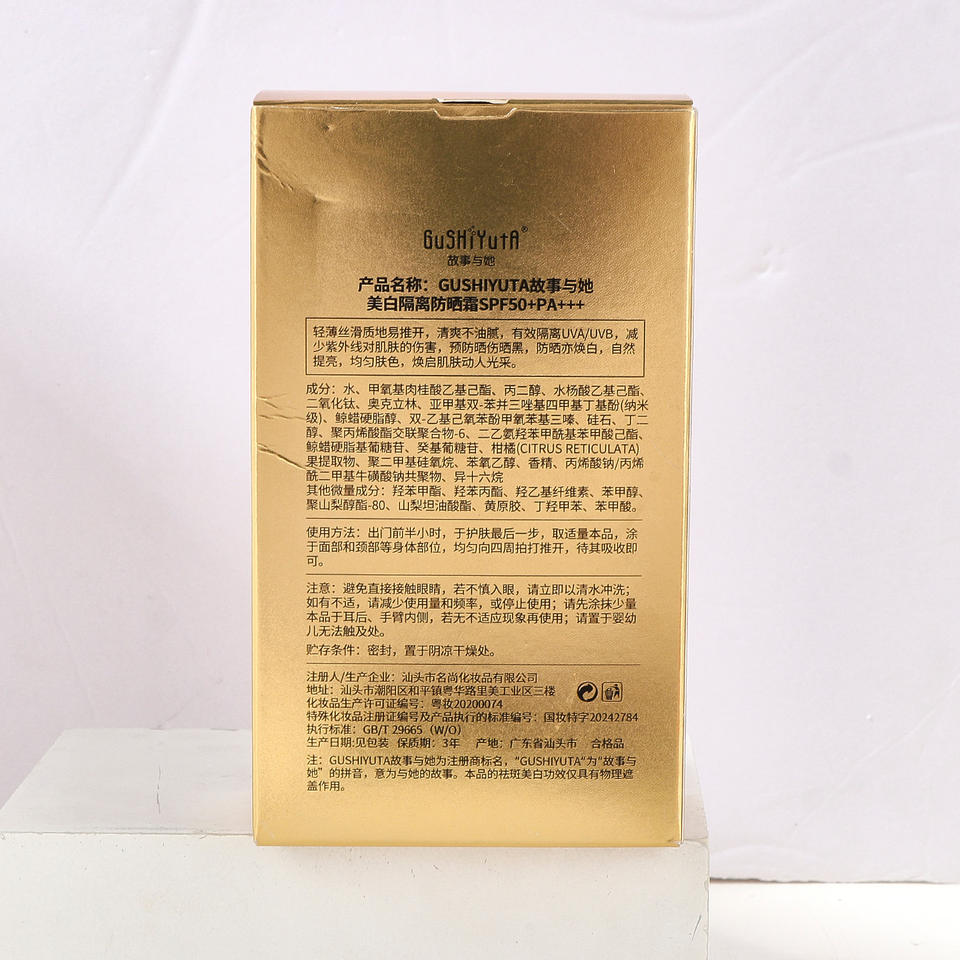 GuSHiYutA®
故事与她
产品名称：GUSHIYUTA故事与她
美白隔离防晒霜SPF50+PA+++
轻薄丝滑质地易推开，清爽不油腻，有效隔离UVA/UVB，减
少紫外线对肌肤的伤害，预防晒伤晒黑，防晒亦焕白，自然
提亮，均匀肤色，焕启肌肤动人光采。
成分：水、甲氧基肉桂酸乙基己酯、丙二醇、水杨酸乙基己酯、
二氧化钛、奥克立林、亚甲基双-苯并三唑基四甲基丁基酚(纳米
级)、鲸蜡硬脂醇、双-乙基己氧苯酚甲氧苯基三嗪、硅石、丁二
醇、聚丙烯酸酯交联聚合物-6、二乙氨羟苯甲酰基苯甲酸己酯、
鲸蜡硬脂基葡糖苷、癸基葡糖苷、柑橘(CITRUS RETICULATA)
果提取物、聚二甲基硅氧烷、苯氧乙醇、香精、丙烯酸钠/丙烯
酰二甲基牛磺酸钠共聚物、异十六烷
其他微量成分：羟苯甲酯、羟苯丙酯、羟乙基纤维素、苯甲醇、
聚山梨醇酯-80、山梨坦油酸酯、黄原胶、丁羟甲苯、苯甲酸。
使用方法：出门前半小时，于护肤最后一步，取适量本品，涂
于面部和颈部等身体部位，均匀向四周拍打推开，待其吸收即
可。
注意：避免直接接触眼睛，若不慎入眼，请立即以清水冲洗；
如有不适，请减少使用量和频率，或停止使用；请先涂抹少量
本品于耳后、手臂内侧，若无不适应现象再使用；请置于婴幼
儿无法触及处。
贮存条件：密封，置于阴凉干燥处。
注册人/生产企业：汕头市名尚化妆品有限公司
地址：汕头市潮阳区和平镇粤华路里美工业区三楼
化妆品生产许可证编号：粤妆20200074
特殊化妆品注册证编号及产品执行的标准编号：国妆特字20242784
执行标准：GB/T 29665（W/O）
生产日期:见包装 保质期：3年 产地：广东省汕头市 合格品
注：GUSHIYUTA故事与她为注册商标名，“GUSHIYUTA”为“故事与
她”的拼音，意为与她的故事。本品的祛斑美白功效仅具有物理遮
盖作用。